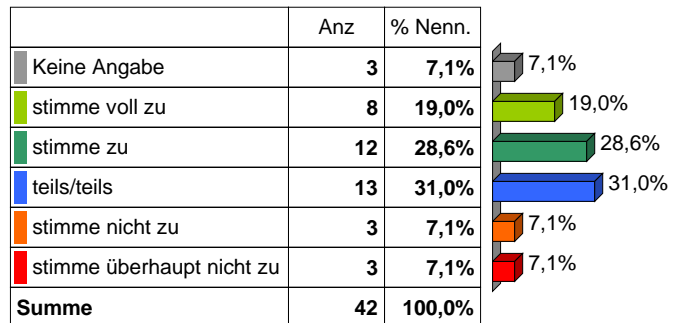 Anz % Nenn.
Keine Angabe 3 7,1% 7,1%
stimme voll zu 8 19,0% 19,0%
stimme zu 12 28,6% 28,6%
teils/teils 13 31,0% 31,0%
stimme nicht zu 3 7,1% 7,1%
stimme überhaupt nicht zu 3 7,1% 7,1%
Summe 42 100,0%